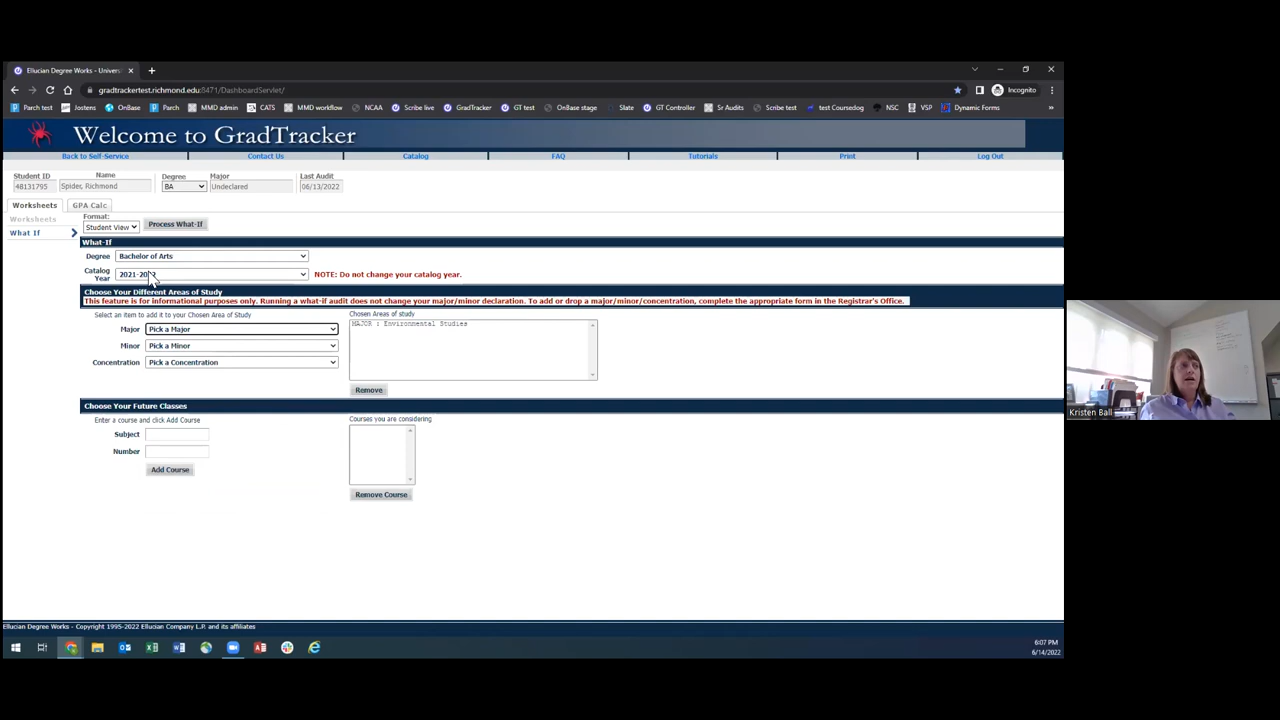 Ellucian Degree Works - Univers
gradtrackertest.richmond.edu:8471/DashboardServlet/
Incognito
Parch test Jostens OnBase Parch MMD admin CATS MMD workflow NCAA Scribe live GradTracker GT test OnBase stage Slate GT Controller Sr Audits Scribe test test Coursedog NSC VSP Dynamic Forms
Welcome to GradTracker
Back to Self-Service Contact Us Catalog FAQ Tutorials Print Log Out
Student ID Name Degree Major Last Audit
48131795 Spider, Richmond BA Undeclared 06/13/2022
Worksheets GPA Calc
Worksheets
What If
Format:
Student View
Process What-If
What-If
Degree Bachelor of Arts
Catalog Year 2021-2022 NOTE: Do not change your catalog year.
Choose Your Different Areas of Study
This feature is for informational purposes only. Running a what-if audit does not change your major/minor declaration. To add or drop a major/minor/concentration, complete the appropriate form in the Registrar's Office.
Select an item to add it to your Chosen Area of Study
Chosen Areas of study
Major Pick a Major
MAJOR : Environmental Studies
Minor Pick a Minor
Concentration Pick a Concentration
Remove
Choose Your Future Classes
Enter a course and click Add Course
Courses you are considering
Subject
Number
Add Course
Remove Course
Ellucian Degree Works - Copyright 1995-2022 Ellucian Company L.P. and its affiliates
6:07 PM
6/14/2022
Kristen Ball